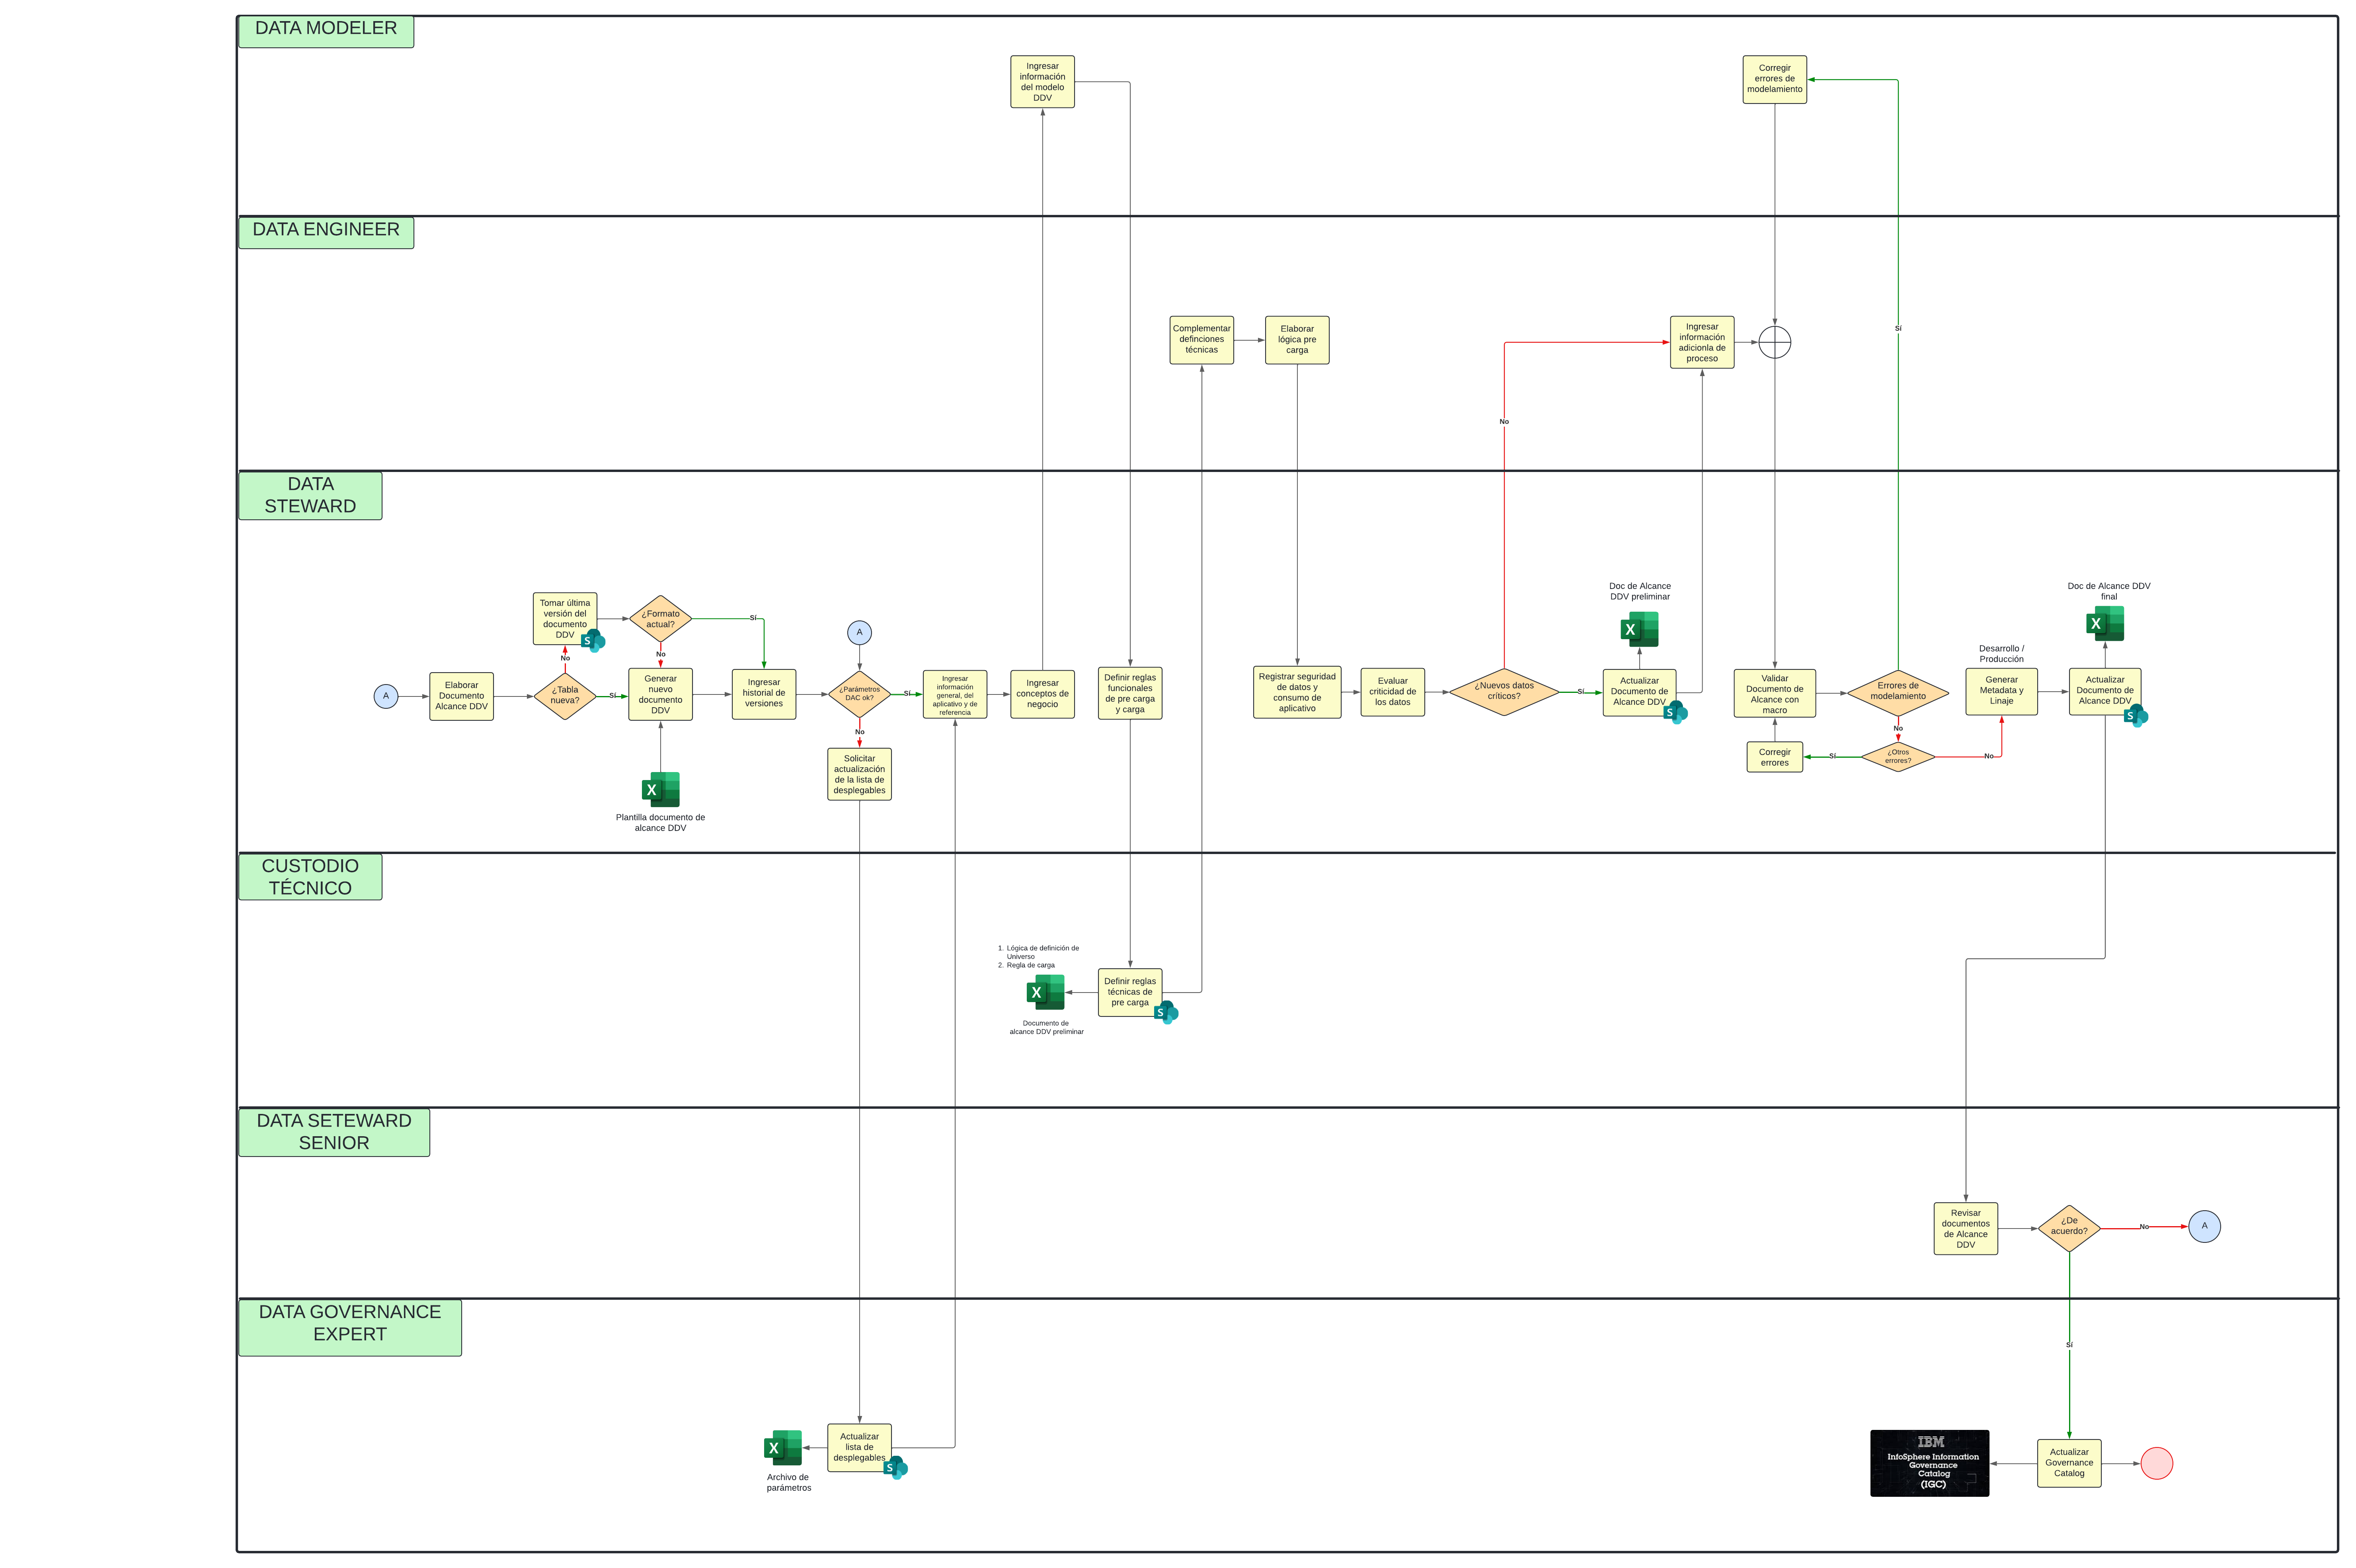 DATA MODELER
Ingresar
información
del modelo
DDV
Corregir
errores de
modelamiento
DATA ENGINEER
Complementar
definciones
técnicas
Elaborar
lógica pre
carga
Ingresar
información
adicionla de
proceso
Sí
No
DATA
STEWARD
Tomar última
versión del
documento
DDV
S
¿Formato
actual?
Sí
No
No
A
A
Elaborar
Documento
Alcance DDV
¿Tabla
nueva?
Sí
Generar
nuevo
documento
DDV
Ingresar
historial de
versiones
¿Parámetros
DAC ok?
Sí
No
Ingresar
información
general, del
aplicativo y de
referencia
Ingresar
conceptos de
negocio
Definir reglas
funcionales
de pre carga
y carga
Solicitar
actualización
de la lista de
desplegables
X
Plantilla documento de
alcance DDV
Registrar seguridad
de datos y
consumo de
aplicativo
Evaluar
criticidad de
los datos
¿Nuevos datos
críticos?
Sí
Doc de Alcance
DDV preliminar
X
Actualizar
Documento de
Alcance DDV
S
Validar
Documento de
Alcance con
macro
Errores de
modelamiento
No
Corregir
errores
Sí
¿Otros
errores?
No
Desarrollo /
Producción
Generar
Metadata y
Linaje
Doc de Alcance DDV
final
X
Actualizar
Documento de
Alcance DDV
S
CUSTODIO
TÉCNICO
1. Lógica de definición de
Universo
2. Regla de carga
X
Documento de
alcance DDV preliminar
Definir reglas
técnicas de
pre carga
S
DATA SETEWARD
SENIOR
Revisar
documentos
de Alcance
DDV
¿De
acuerdo?
No
A
DATA GOVERNANCE
EXPERT
Sí
X
Archivo de
parámetros
Actualizar
lista de
desplegables
S
IBM
InfoSphere Information
Governance
Catalog
(IGC)
Actualizar
Governance
Catalog